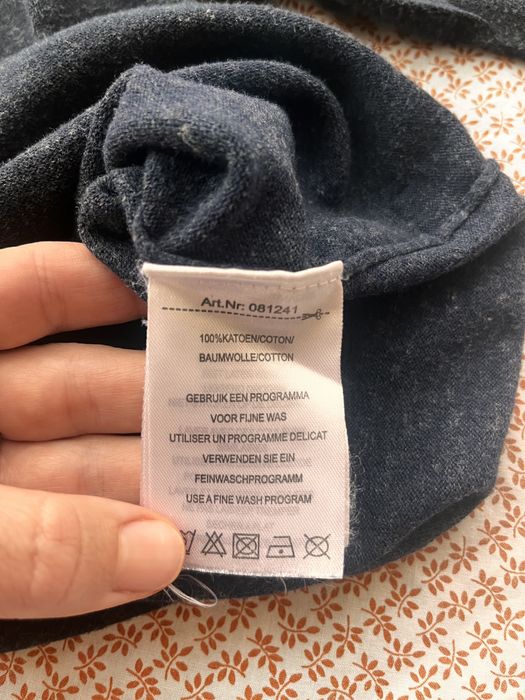 Art.Nr: 081241
100%KATOEN/COTON/
BAUMWOLLE/COTTON
GEBRUIK EEN PROGRAMMA
VOOR FIJNE WAS
UTILISER UN PROGRAMME DELICAT
VERWENDEN SIE EIN
FEINWASCHPROGRAMM
USE A FINE WASH PROGRAM